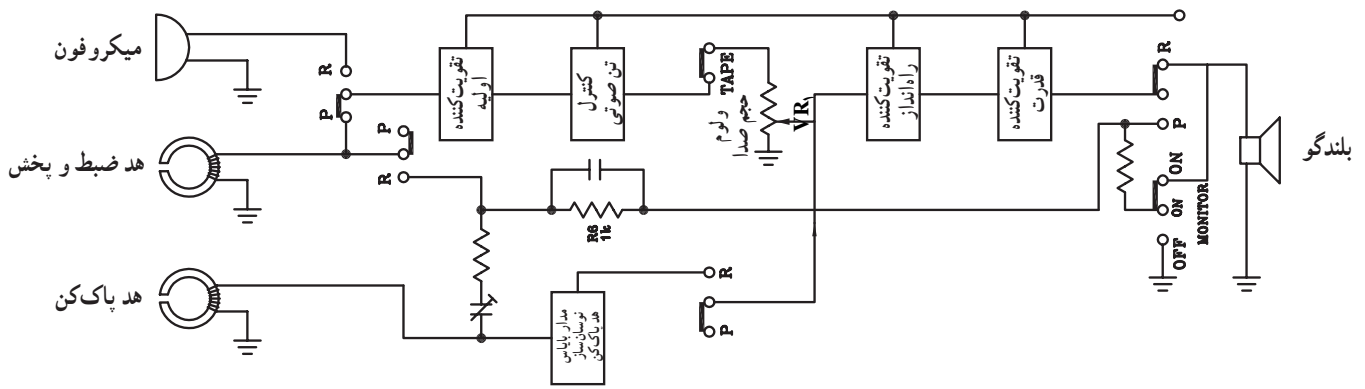 میکروفون
هد ضبط و پخش
هد پاک‌کن
R
P
P
R
تقویت‌کننده
اولیه
کنترل
تن صوتی
TAPE
ولوم
حجم صدا
VR1
تقویت‌کننده
راه‌انداز
تقویت‌کننده
قدرت
R
P
ON
ON
MONITOR
OFF
بلندگو
R6
1k
مدار بایاس
نوسان‌ساز
هد پاک‌کن
R
P